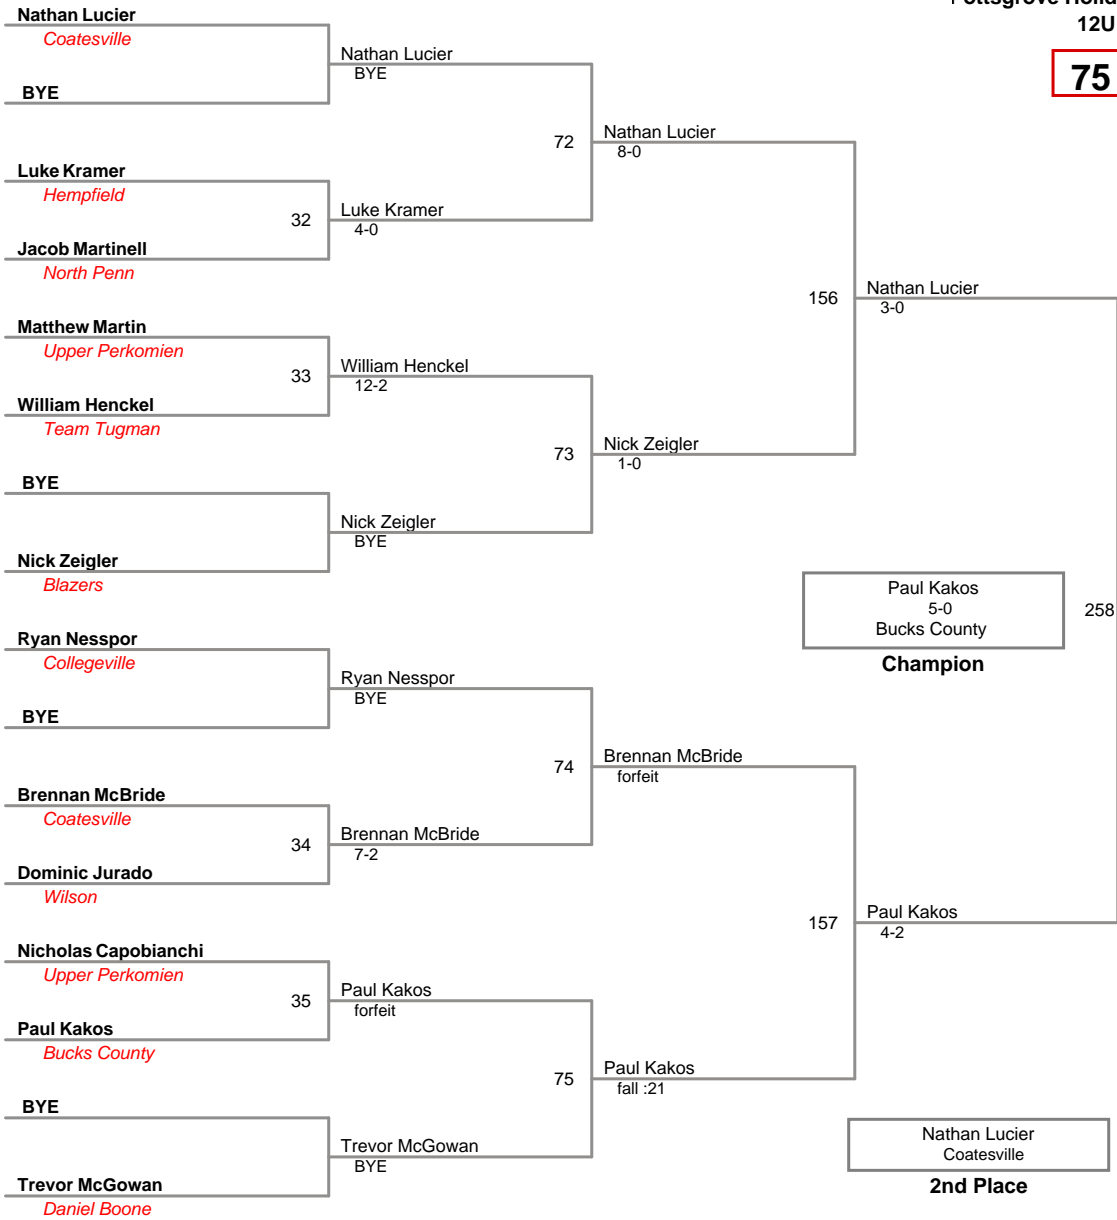 Pottsgrove Holid
12U
75
Nathan Lucier
Coatesville
BYE
Luke Kramer
Hempfield
32
Jacob Martinell
North Penn
Matthew Martin
Upper Perkomien
33
William Henckel
Team Tugman
BYE
Nick Zeigler
Blazers
Ryan Nesspor
Collegeville
BYE
Brennan McBride
Coatesville
34
Dominic Jurado
Wilson
Nicholas Capobianchi
Upper Perkomien
35
Paul Kakos
Bucks County
BYE
Trevor McGowan
Daniel Boone
Nathan Lucier
BYE
72
Luke Kramer
4-0
William Henckel
12-2
73
Nick Zeigler
BYE
Ryan Nesspor
BYE
74
Brennan McBride
7-2
Paul Kakos
forfeit
75
Trevor McGowan
BYE
Nathan Lucier
8-0
156
Nick Zeigler
1-0
Brennan McBride
forfeit
157
Paul Kakos
fall :21
Nathan Lucier
3-0
Paul Kakos
4-2
258
Paul Kakos
5-0
Bucks County
Champion
Nathan Lucier
Coatesville
2nd Place